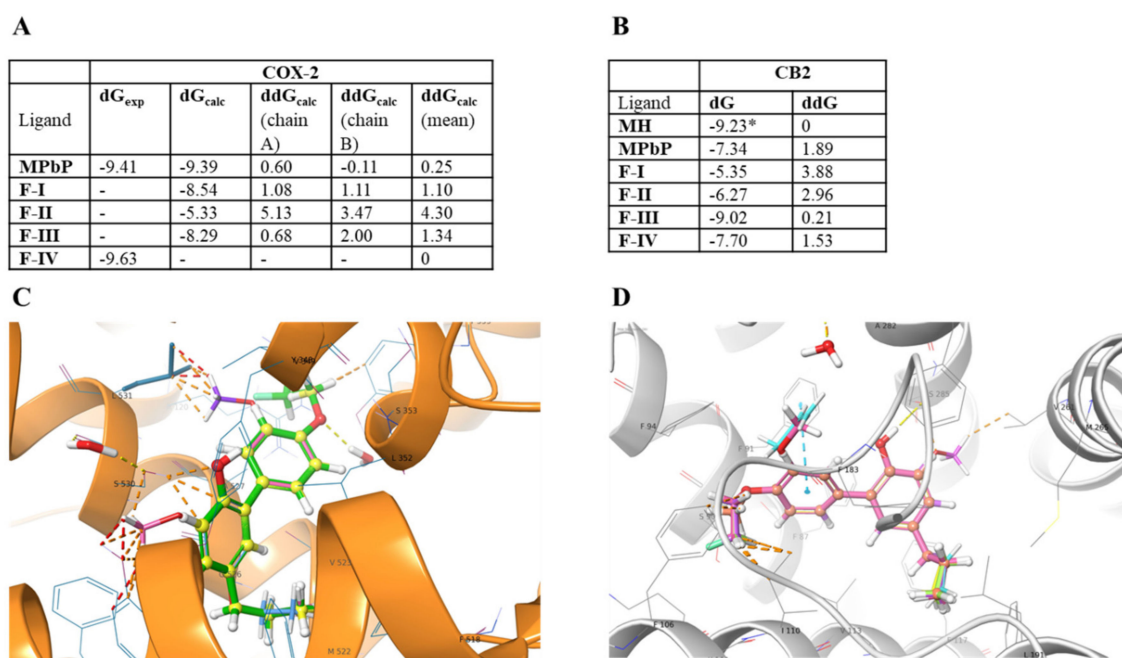 A
B
COX-2
Ligand dGexp dGcalc ddGcalc (chain A) ddGcalc (chain B) ddGcalc (mean)
MPbP -9.41 -9.39 0.60 -0.11 0.25
F-I - -8.54 1.08 1.11 1.10
F-II - -5.33 5.13 3.47 4.30
F-III - -8.29 0.68 2.00 1.34
F-IV -9.63 - - - 0
CB2
Ligand dG ddG
MH -9.23* 0
MPbP -7.34 1.89
F-I -5.35 3.88
F-II -6.27 2.96
F-III -9.02 0.21
F-IV -7.70 1.53
C
D
L 531
S 353
L 352
S 530
V 523
F 518
M 522
A 282
S 285
M 265
F 94
F 91
F 183
F 87
F 106
I 110
V 113
F 117
L 191